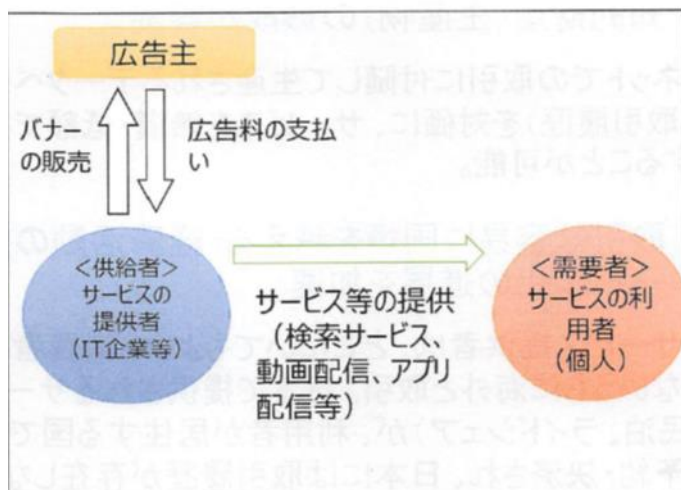 広告主
バナー
の販売
広告料の支払
い
＜供給者＞
サービスの
提供者
（IT企業等）
サービス等の提供
（検索サービス、
動画配信、アプリ
配信等）
＜需要者＞
サービスの利
用者
（個人）